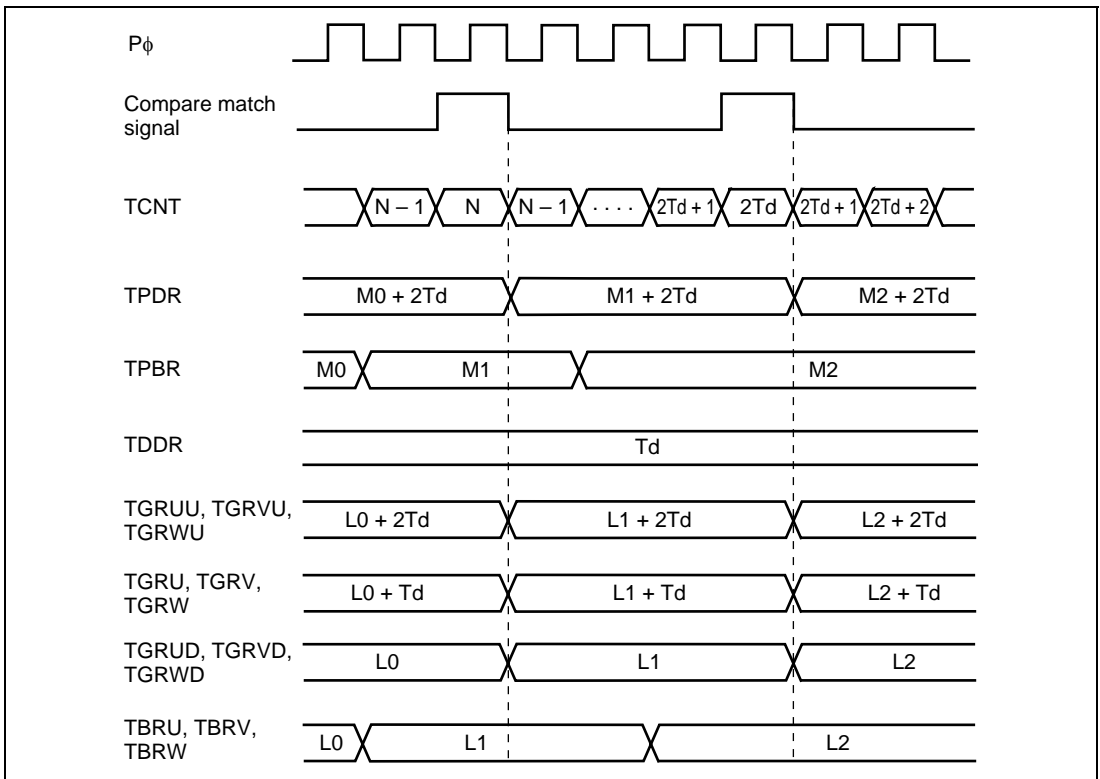 Pφ
Compare match
signal
TCNT N – 1 N N – 1 · · · · 2Td + 1 2Td 2Td + 1 2Td + 2
TPDR M0 + 2Td M1 + 2Td M2 + 2Td
TPBR M0 M1 M2
TDDR Td
TGRUU, TGRVU,
TGRWU L0 + 2Td L1 + 2Td L2 + 2Td
TGRU, TGRV,
TGRW L0 + Td L1 + Td L2 + Td
TGRUD, TGRVD,
TGRWD L0 L1 L2
TBRU, TBRV,
TBRW L0 L1 L2